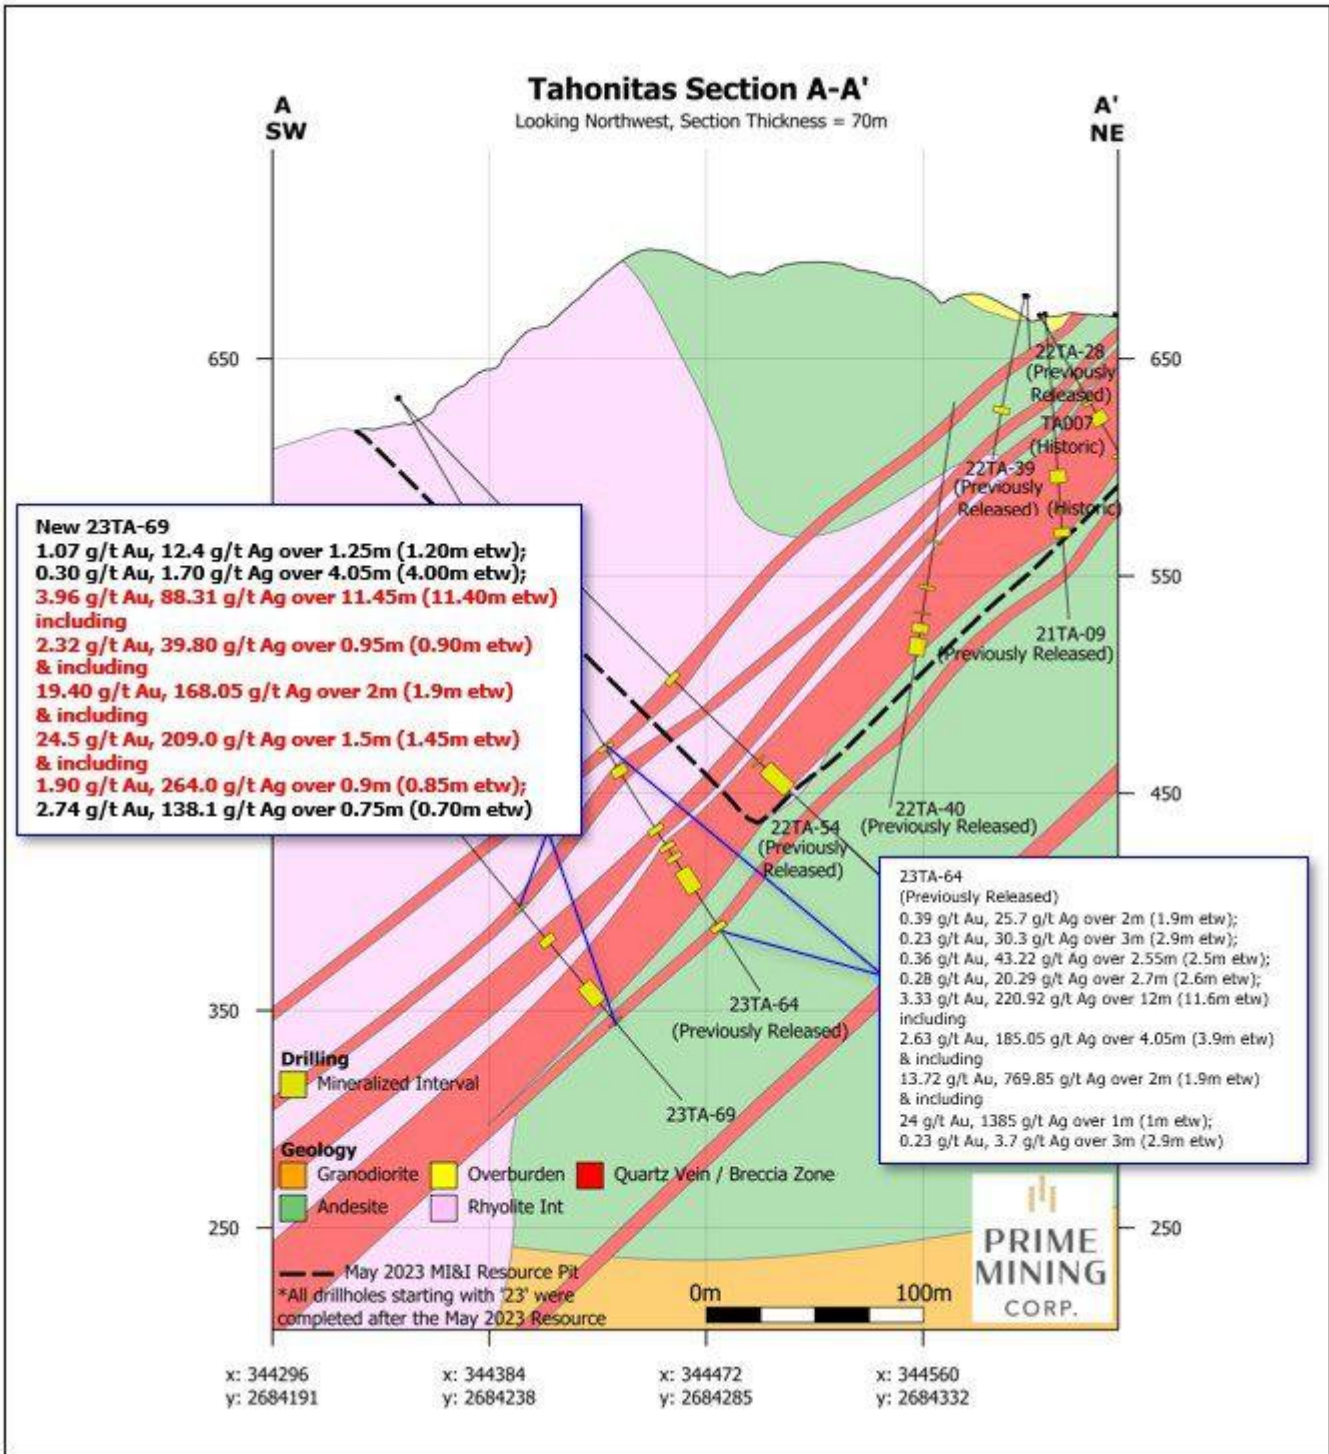 Tahonitas Section A-A'
Looking Northwest, Section Thickness = 70m
A
SW
A'
NE
650
650
22TA-28
(Previously
Released)
TA007
(Historic)
22TA-39
(Previously
Released)
(Historic)
New 23TA-69
1.07 g/t Au, 12.4 g/t Ag over 1.25m (1.20m etw);
0.30 g/t Au, 1.70 g/t Ag over 4.05m (4.00m etw);
3.96 g/t Au, 88.31 g/t Ag over 11.45m (11.40m etw)
including
2.32 g/t Au, 39.80 g/t Ag over 0.95m (0.90m etw)
& including
19.40 g/t Au, 168.05 g/t Ag over 2m (1.9m etw)
& including
24.5 g/t Au, 209.0 g/t Ag over 1.5m (1.45m etw)
& including
1.90 g/t Au, 264.0 g/t Ag over 0.9m (0.85m etw);
2.74 g/t Au, 138.1 g/t Ag over 0.75m (0.70m etw)
550
21TA-09
(Previously Released)
450
22TA-40
(Previously Released)
22TA-54
(Previously
Released)
23TA-64
(Previously Released)
0.39 g/t Au, 25.7 g/t Ag over 2m (1.9m etw);
0.23 g/t Au, 30.3 g/t Ag over 3m (2.9m etw);
0.36 g/t Au, 43.22 g/t Ag over 2.55m (2.5m etw);
0.28 g/t Au, 20.29 g/t Ag over 2.7m (2.6m etw);
3.33 g/t Au, 220.92 g/t Ag over 12m (11.6m etw)
including
2.63 g/t Au, 185.05 g/t Ag over 4.05m (3.9m etw)
& including
13.72 g/t Au, 769.85 g/t Ag over 2m (1.9m etw)
& including
24 g/t Au, 1385 g/t Ag over 1m (1m etw);
0.23 g/t Au, 3.7 g/t Ag over 3m (2.9m etw)
350
23TA-64
(Previously Released)
23TA-69
Drilling
Mineralized Interval
Geology
Granodiorite Overburden Quartz Vein / Breccia Zone
Andesite Rhyolite Int
250
250
May 2023 MI&I Resource Pit
*All drillholes starting with '23' were
completed after the May 2023 Resource
0m 100m
PRIME
MINING
CORP.
x: 344296 x: 344384 x: 344472 x: 344560
y: 2684191 y: 2684238 y: 2684285 y: 2684332